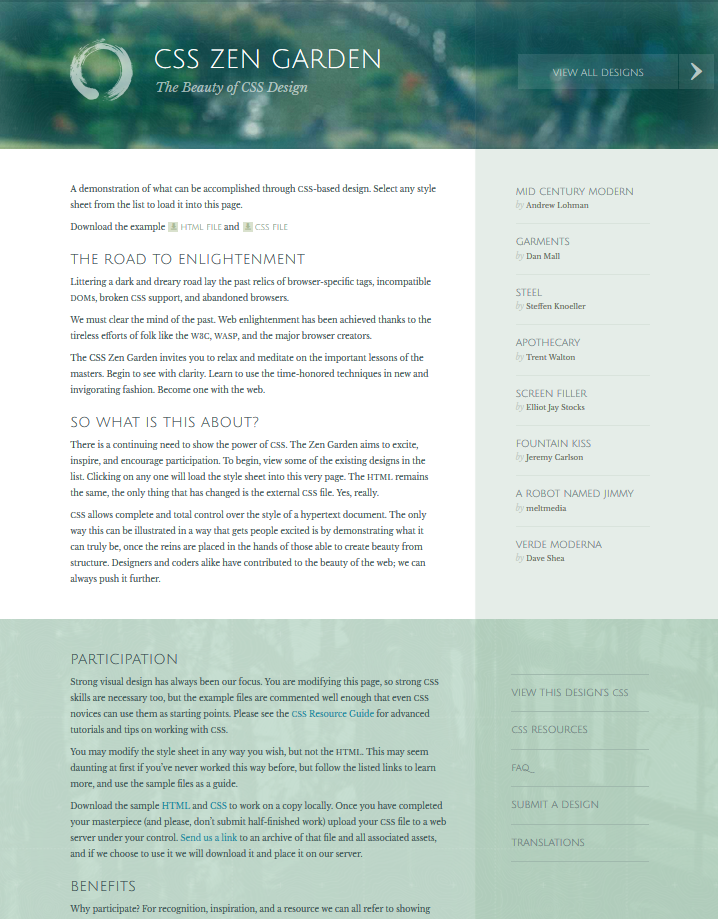 CSS ZEN GARDEN
The Beauty of CSS Design
VIEW ALL DESIGNS
A demonstration of what can be accomplished through CSS-based design. Select any style
sheet from the list to load it into this page.
Download the example HTML FILE and CSS FILE
THE ROAD TO ENLIGHTENMENT
Littering a dark and dreary road lay the past relics of browser-specific tags, incompatible
DOMs, broken CSS support, and abandoned browsers.
We must clear the mind of the past. Web enlightenment has been achieved thanks to the
tireless efforts of folk like the W3C, WASP, and the major browser creators.
The CSS Zen Garden invites you to relax and meditate on the important lessons of the
masters. Begin to see with clarity. Learn to use the time-honored techniques in new and
invigorating fashion. Become one with the web.
SO WHAT IS THIS ABOUT?
There is a continuing need to show the power of CSS. The Zen Garden aims to excite,
inspire, and encourage participation. To begin, view some of the existing designs in the
list. Clicking on any one will load the style sheet into this very page. The HTML remains
the same, the only thing that has changed is the external CSS file. Yes, really.
CSS allows complete and total control over the style of a hypertext document. The only
way this can be illustrated in a way that gets people excited is by demonstrating what it
can truly be, once the reins are placed in the hands of those able to create beauty from
structure. Designers and coders alike have contributed to the beauty of the web; we can
always push it further.
MID CENTURY MODERN
by Andrew Lohman
GARMENTS
by Dan Mall
STEEL
by Steffen Knoeller
APOTHECARY
by Trent Walton
SCREEN FILLER
by Elliot Jay Stocks
FOUNTAIN KISS
by Jeremy Carlson
A ROBOT NAMED JIMMY
by meltmedia
VERDE MODERNA
by Dave Shea
PARTICIPATION
Strong visual design has always been our focus. You are modifying this page, so strong CSS
skills are necessary too, but the example files are commented well enough that even CSS
novices can use them as starting points. Please see the CSS Resource Guide for advanced
tutorials and tips on working with CSS.
You may modify the style sheet in any way you wish, but not the HTML. This may seem
daunting at first if you've never worked this way before, but follow the listed links to learn
more, and use the sample files as a guide.
Download the sample HTML and CSS to work on a copy locally. Once you have completed
your masterpiece (and please, don't submit half-finished work) upload your CSS file to a web
server under your control. Send us a link to an archive of that file and all associated assets,
and if we choose to use it we will download it and place it on our server.
BENEFITS
Why participate? For recognition, inspiration, and a resource we can all refer to showing
VIEW THIS DESIGN'S CSS
CSS RESOURCES
FAQ_
SUBMIT A DESIGN
TRANSLATIONS